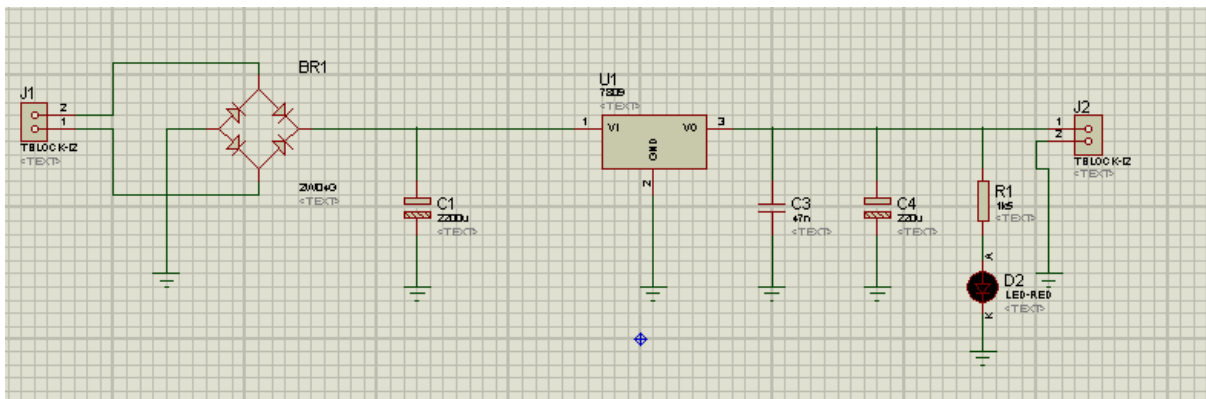 J1
2
1
TBLOCK-I2
<TEXT>
BR1
2W04G
<TEXT>
C1
2200u
<TEXT>
U1
7809
<TEXT>
1
VI
VO
3
GND
2
C3
47n
<TEXT>
C4
220u
<TEXT>
R1
1k5
<TEXT>
A
D2
LED-RED
<TEXT>
K
J2
1
2
TBLOCK-I2
<TEXT>